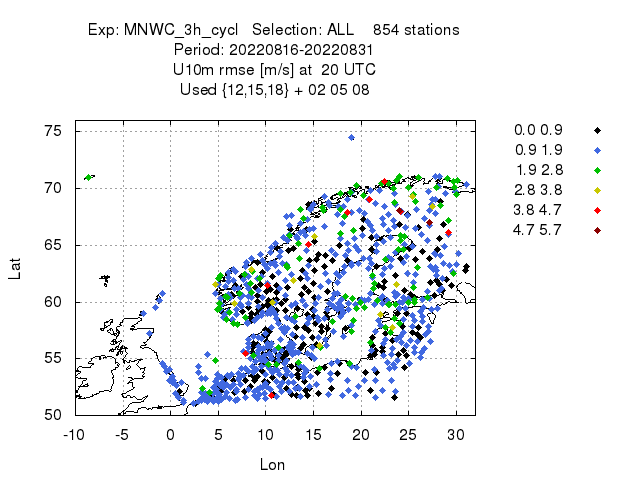 Exp: MNWC_3h_cycl   Selection: ALL    854 stations
Period: 20220816-20220831
U10m rmse [m/s] at  20 UTC
Used {12,15,18} + 02 05 08
0.0 0.9
0.9 1.9
1.9 2.8
2.8 3.8
3.8 4.7
4.7 5.7
75
70
65
60
55
50
Lat
-10 -5 0 5 10 15 20 25 30
Lon